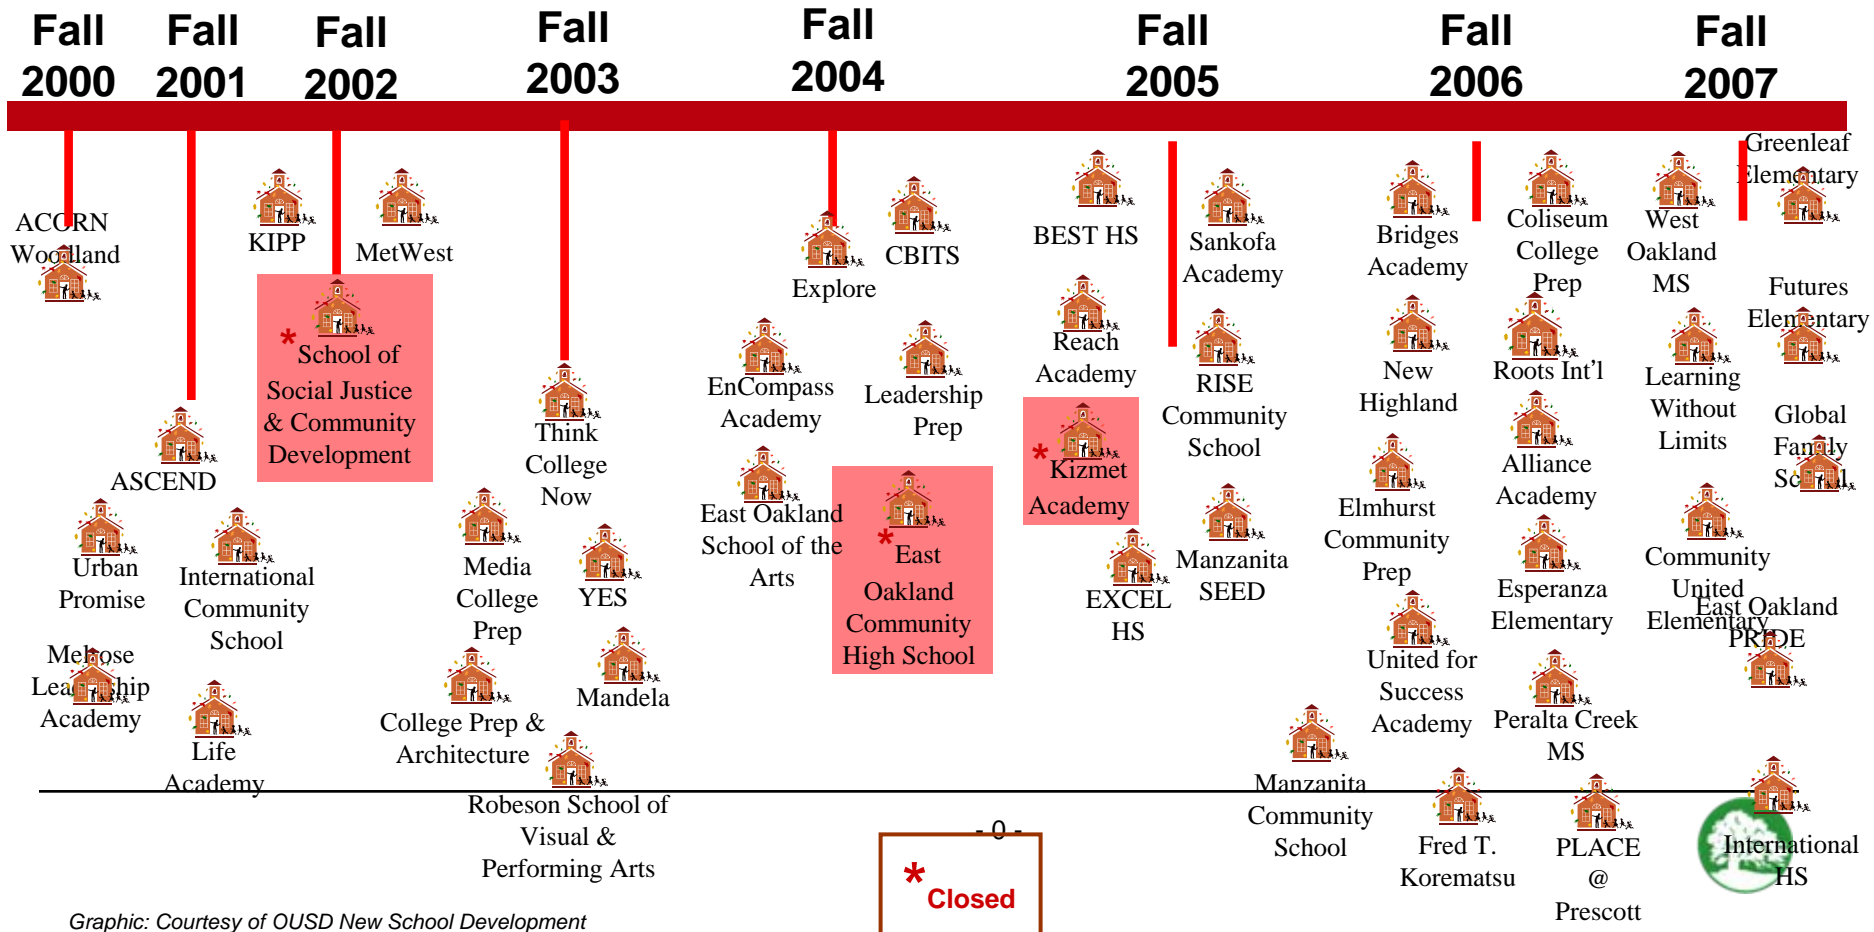 Fall
2000
Fall
2001
Fall
2002
Fall
2003
Fall
2004
Fall
2005
Fall
2006
Fall
2007
ACORN
Woodland
Urban
Promise
Melrose
Leadership
Academy
ASCEND
International
Community
School
Life
Academy
KIPP
MetWest
* School of
Social Justice
& Community
Development
Think
College
Now
Media
College
Prep
YES
College Prep &
Architecture
Mandela
Robeson School of
Visual &
Performing Arts
Explore
CBITS
EnCompass
Academy
Leadership
Prep
East Oakland
School of the
Arts
* East
Oakland
Community
High School
BEST HS
Sankofa
Academy
Reach
Academy
RISE
Community
School
* Kizmet
Academy
EXCEL
HS
Manzanita
SEED
Manzanita
Community
School
Bridges
Academy
Coliseum
College
Prep
New
Highland
Roots Int'l
Elmhurst
Community
Prep
Alliance
Academy
Esperanza
Elementary
United for
Success
Academy
Peralta Creek
MS
Fred T.
Korematsu
PLACE
@
Prescott
West
Oakland
MS
Greenleaf
Elementary
Futures
Elementary
Learning
Without
Limits
Global
Family
School
Community
United
Elementary
East Oakland
PRIDE
International
HS
- 0 -
* Closed
Graphic: Courtesy of OUSD New School Development